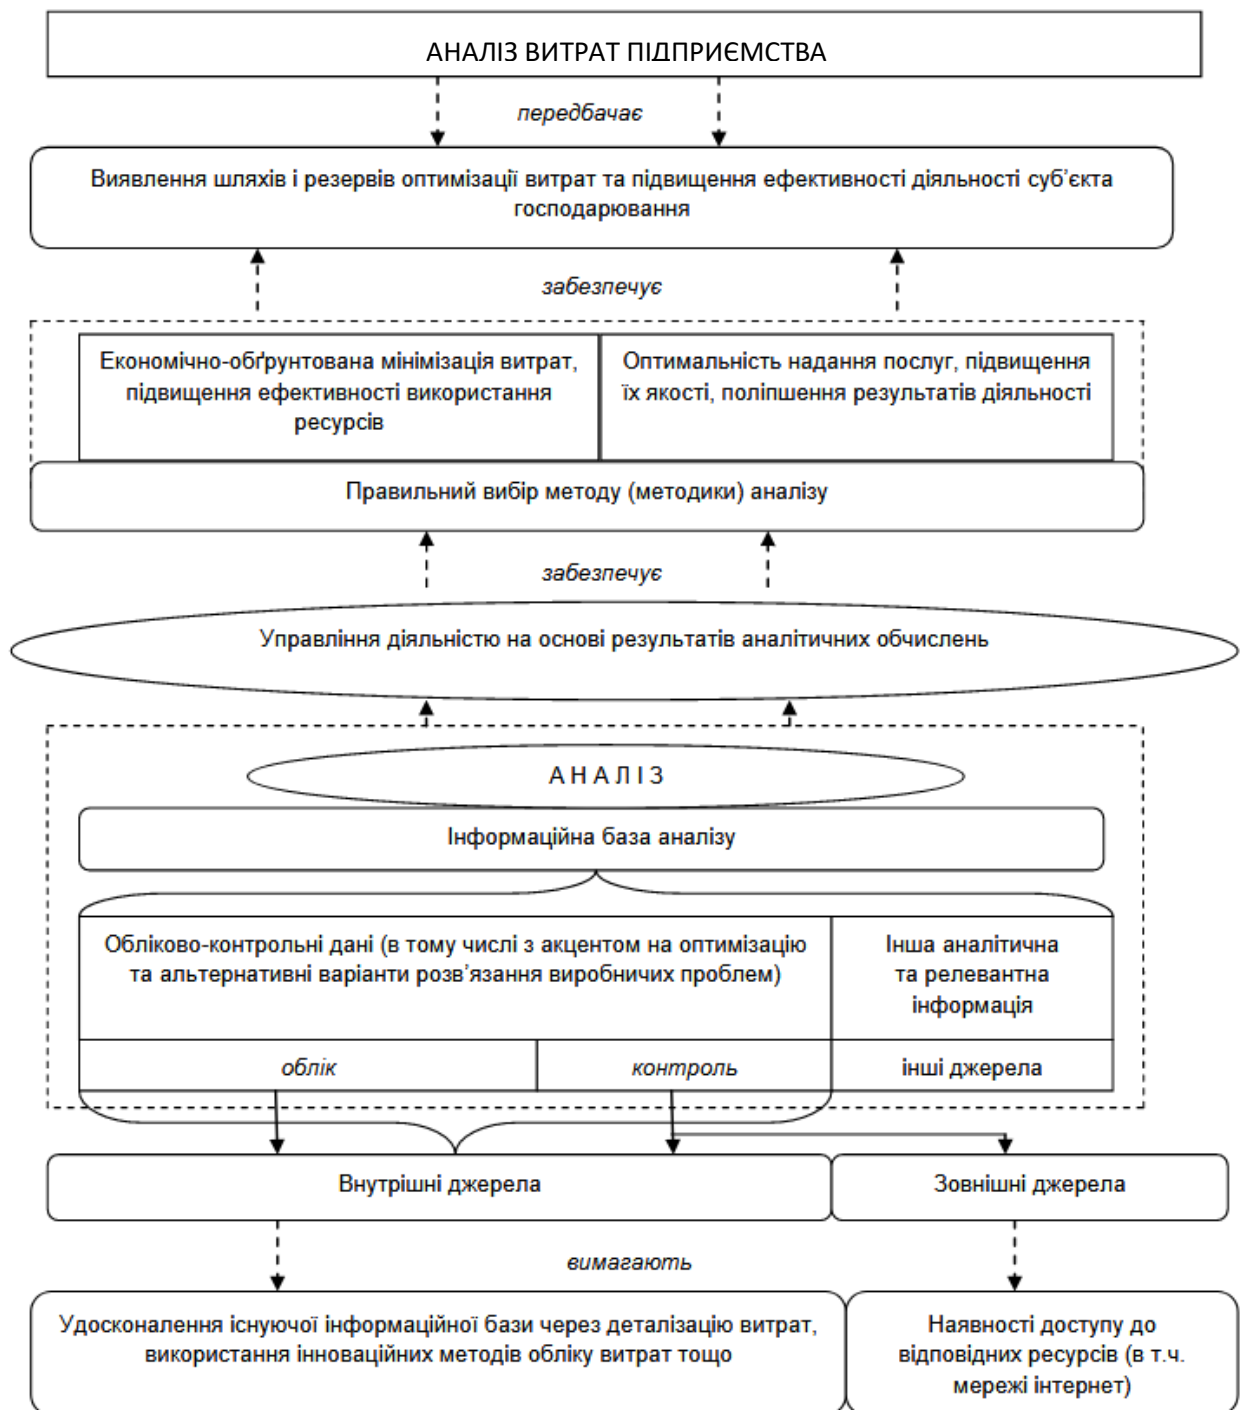 АНАЛІЗ ВИТРАТ ПІДПРИЄМСТВА
передбачає
Виявлення шляхів і резервів оптимізації витрат та підвищення ефективності діяльності суб’єкта
господарювання
забезпечує
Економічно-обґрунтована мінімізація витрат,
підвищення ефективності використання
ресурсів
Оптимальність надання послуг, підвищення
їх якості, поліпшення результатів діяльності
Правильний вибір методу (методики) аналізу
забезпечує
Управління діяльністю на основі результатів аналітичних обчислень
А Н А Л І З
Інформаційна база аналізу
Обліково-контрольні дані (в тому числі з акцентом на оптимізацію
та альтернативні варіанти розв’язання виробничих проблем)
Інша аналітична
та релевантна
інформація
облік
контроль
інші джерела
Внутрішні джерела
Зовнішні джерела
вимагають
Удосконалення існуючої інформаційної бази через деталізацію витрат,
використання інноваційних методів обліку витрат тощо
Наявності доступу до
відповідних ресурсів (в т.ч.
мережі інтернет)